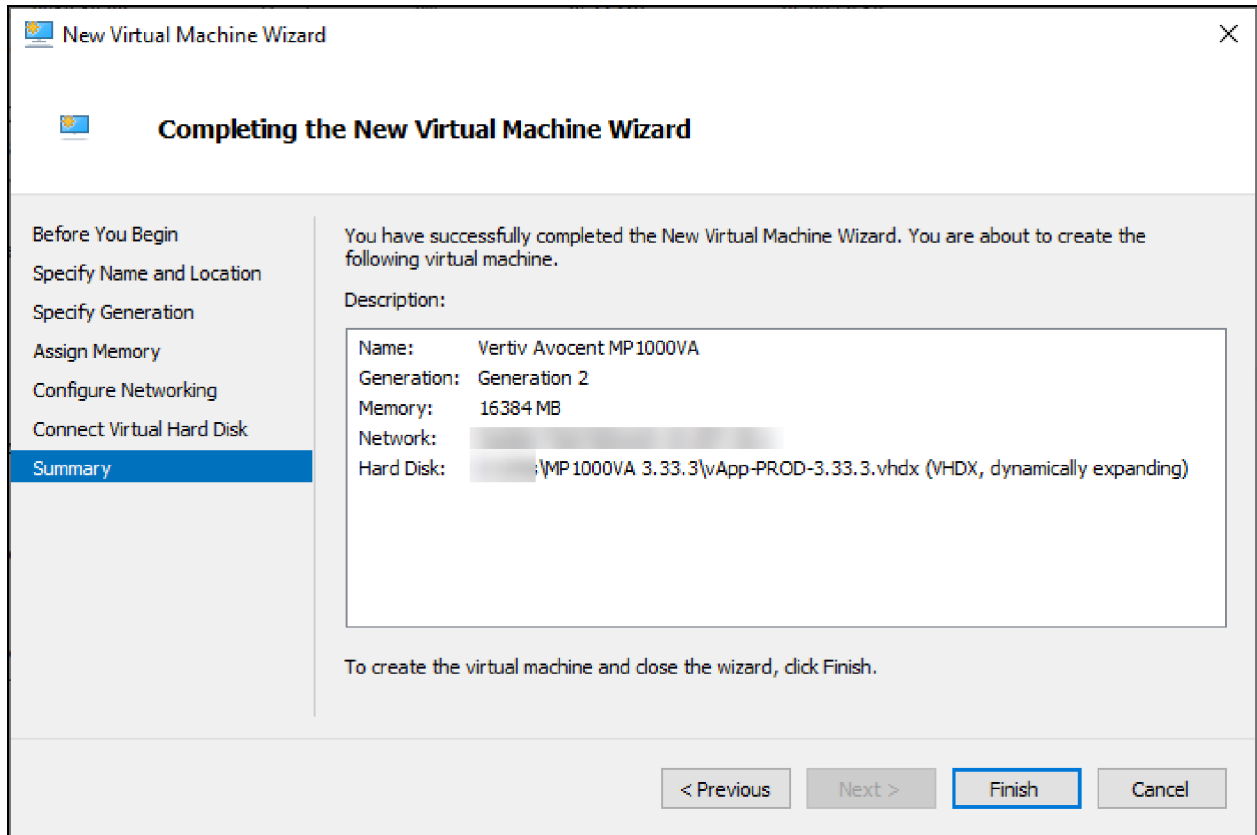 New Virtual Machine Wizard
Completing the New Virtual Machine Wizard
Before You Begin
Specify Name and Location
Specify Generation
Assign Memory
Configure Networking
Connect Virtual Hard Disk
Summary
You have successfully completed the New Virtual Machine Wizard. You are about to create the
following virtual machine.
Description:
Name: Vertiv Avocent MP1000VA
Generation: Generation 2
Memory: 16384 MB
Network:
Hard Disk: \MP1000VA 3.33.3\vApp-PROD-3.33.3.vhdx (VHDX, dynamically expanding)
To create the virtual machine and close the wizard, click Finish.
< Previous
Next >
Finish
Cancel